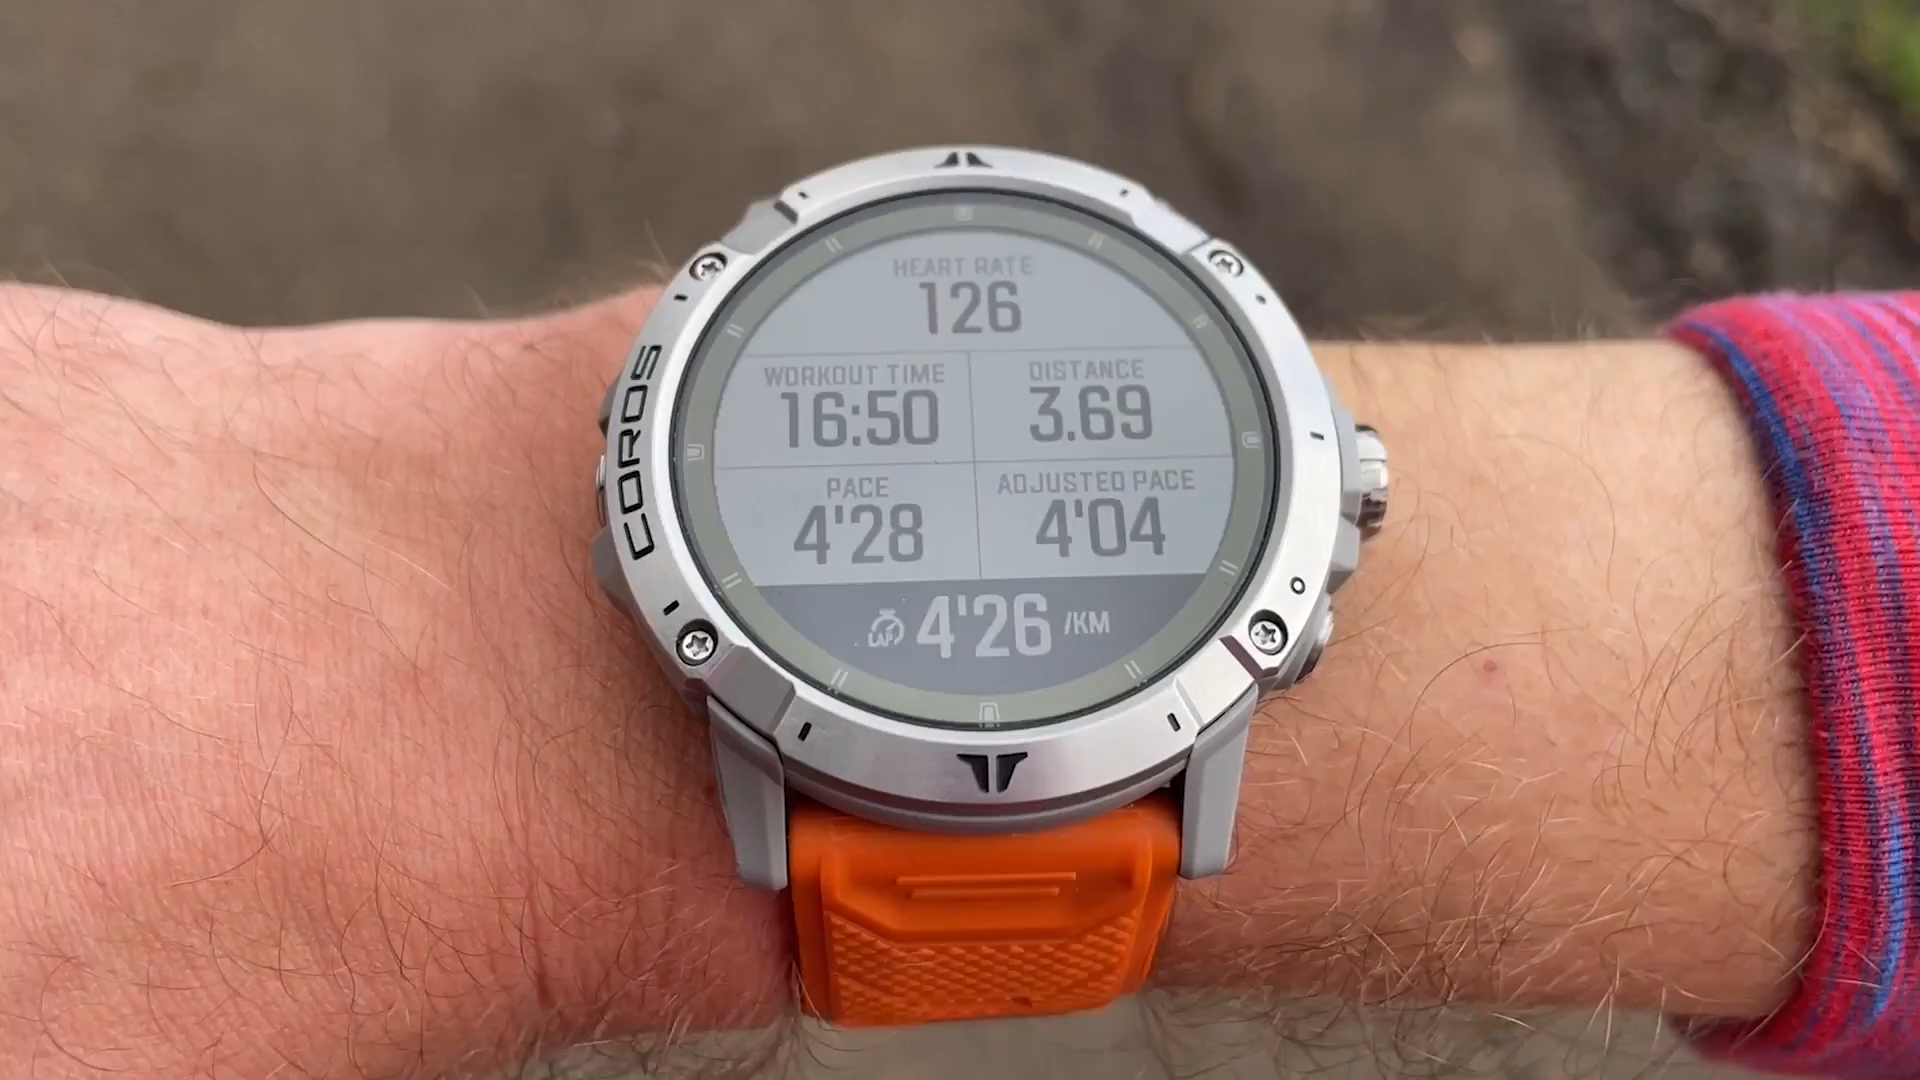 HEART RATE
126
WORKOUT TIME
16:50
DISTANCE
3.69
PACE
4'28
ADJUSTED PACE
4'04
LAP
4'26 /KM
COROS